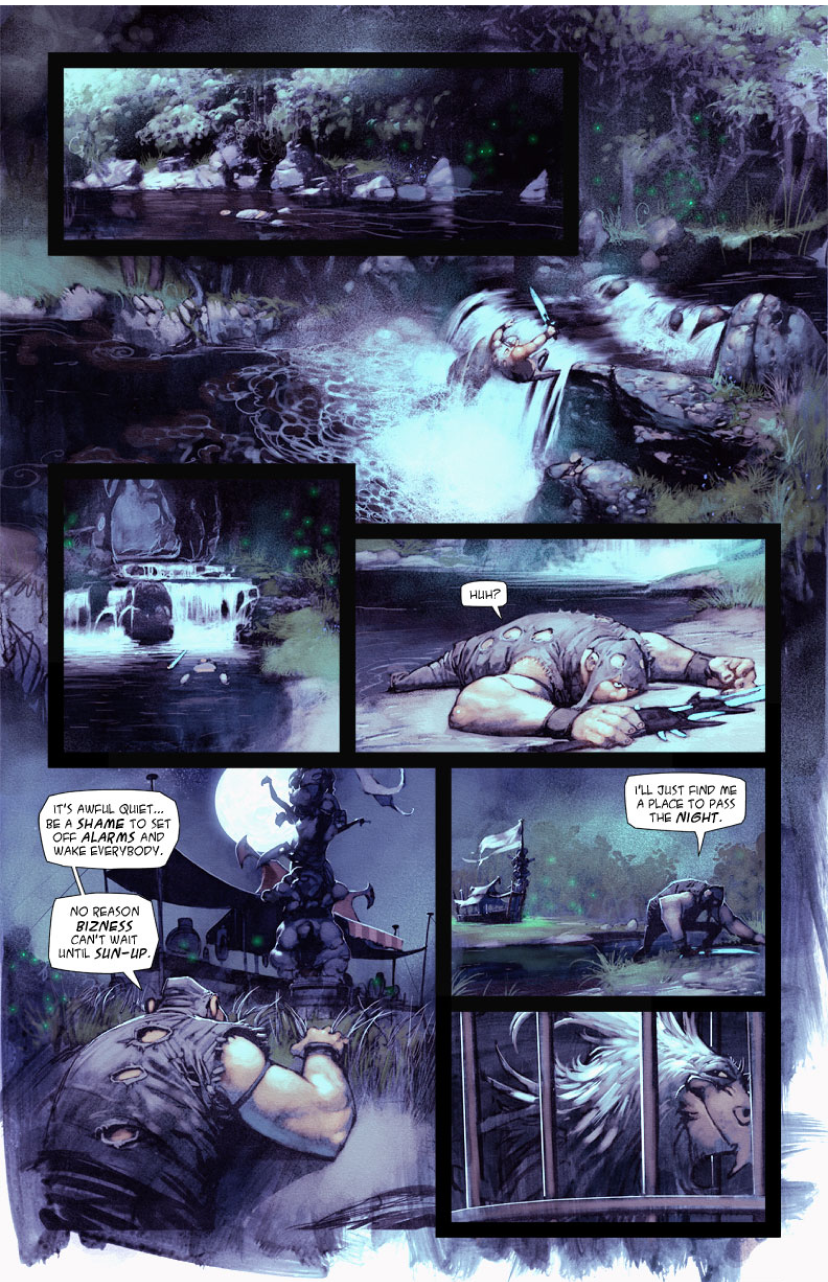 HUH?
IT'S AWFUL QUIET...
BE A SHAME TO SET
OFF ALARMS AND
WAKE EVERYBODY.
NO REASON
BIZNESS
CAN'T WAIT
UNTIL SUN-UP.
I'LL JUST FIND ME
A PLACE TO PASS
THE NIGHT.